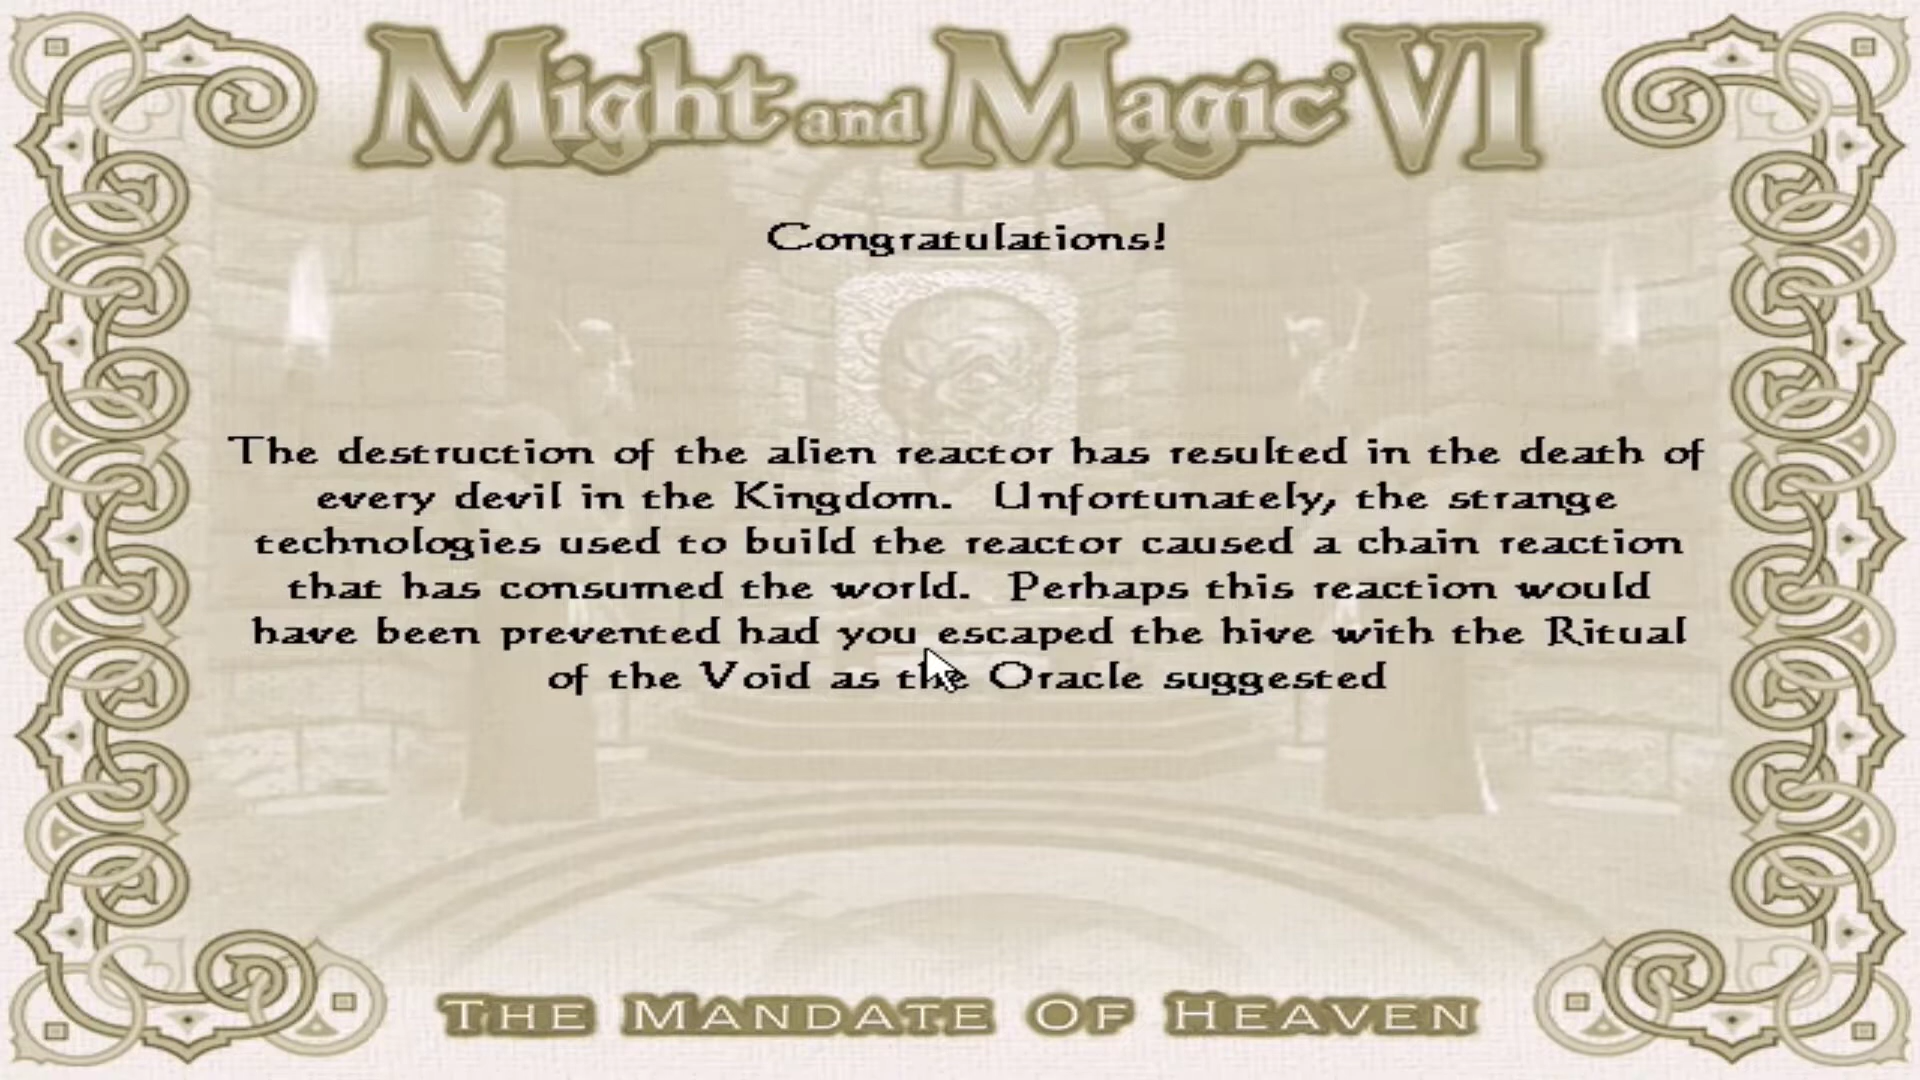 Might and Magic® VI
Congratulations!
The destruction of the alien reactor has resulted in the death of
every devil in the Kingdom. Unfortunately, the strange
technologies used to build the reactor caused a chain reaction
that has consumed the world. Perhaps this reaction would
have been prevented had you escaped the hive with the Ritual
of the Void as the Oracle suggested
THE MANDATE OF HEAVEN